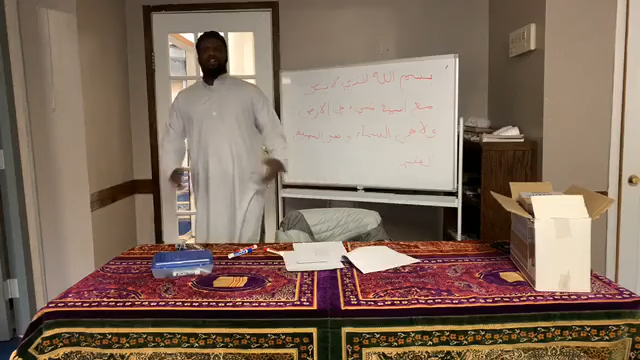 بسم الله الذي لا يضر
مع اسمه شيء في الأرض
ولا في السماء وهو السميع
العليم